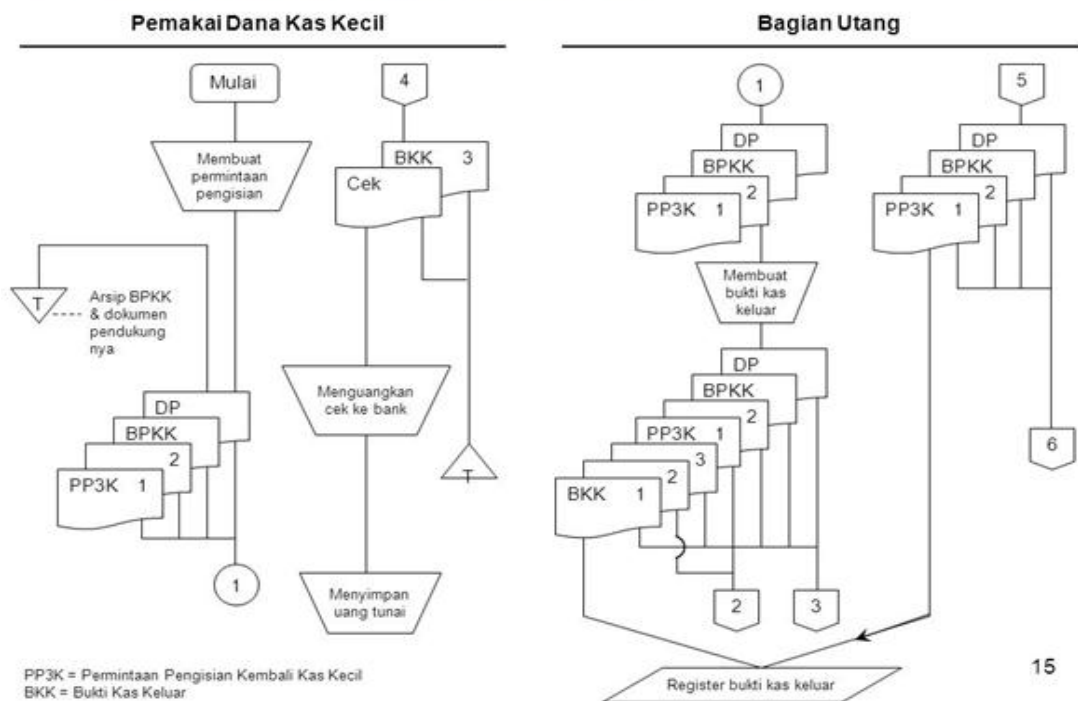 Pemakai Dana Kas Kecil
Mulai
Membuat
permintaan
pengisian
T
Arsip BPKK
& dokumen
pendukung
nya
DP
BPKK
2
PP3K 1
1
4
BKK 3
Cek
Menguangkan
cek ke bank
T
Menyimpan
uang tunai
PP3K = Permintaan Pengisian Kembali Kas Kecil
BKK = Bukti Kas Keluar
Bagian Utang
1
DP
BPKK
2
PP3K 1
Membuat
bukti kas
keluar
DP
BPKK
2
PP3K 1
3
2
BKK 1
2
3
5
DP
BPKK
2
PP3K 1
6
Register bukti kas keluar
15